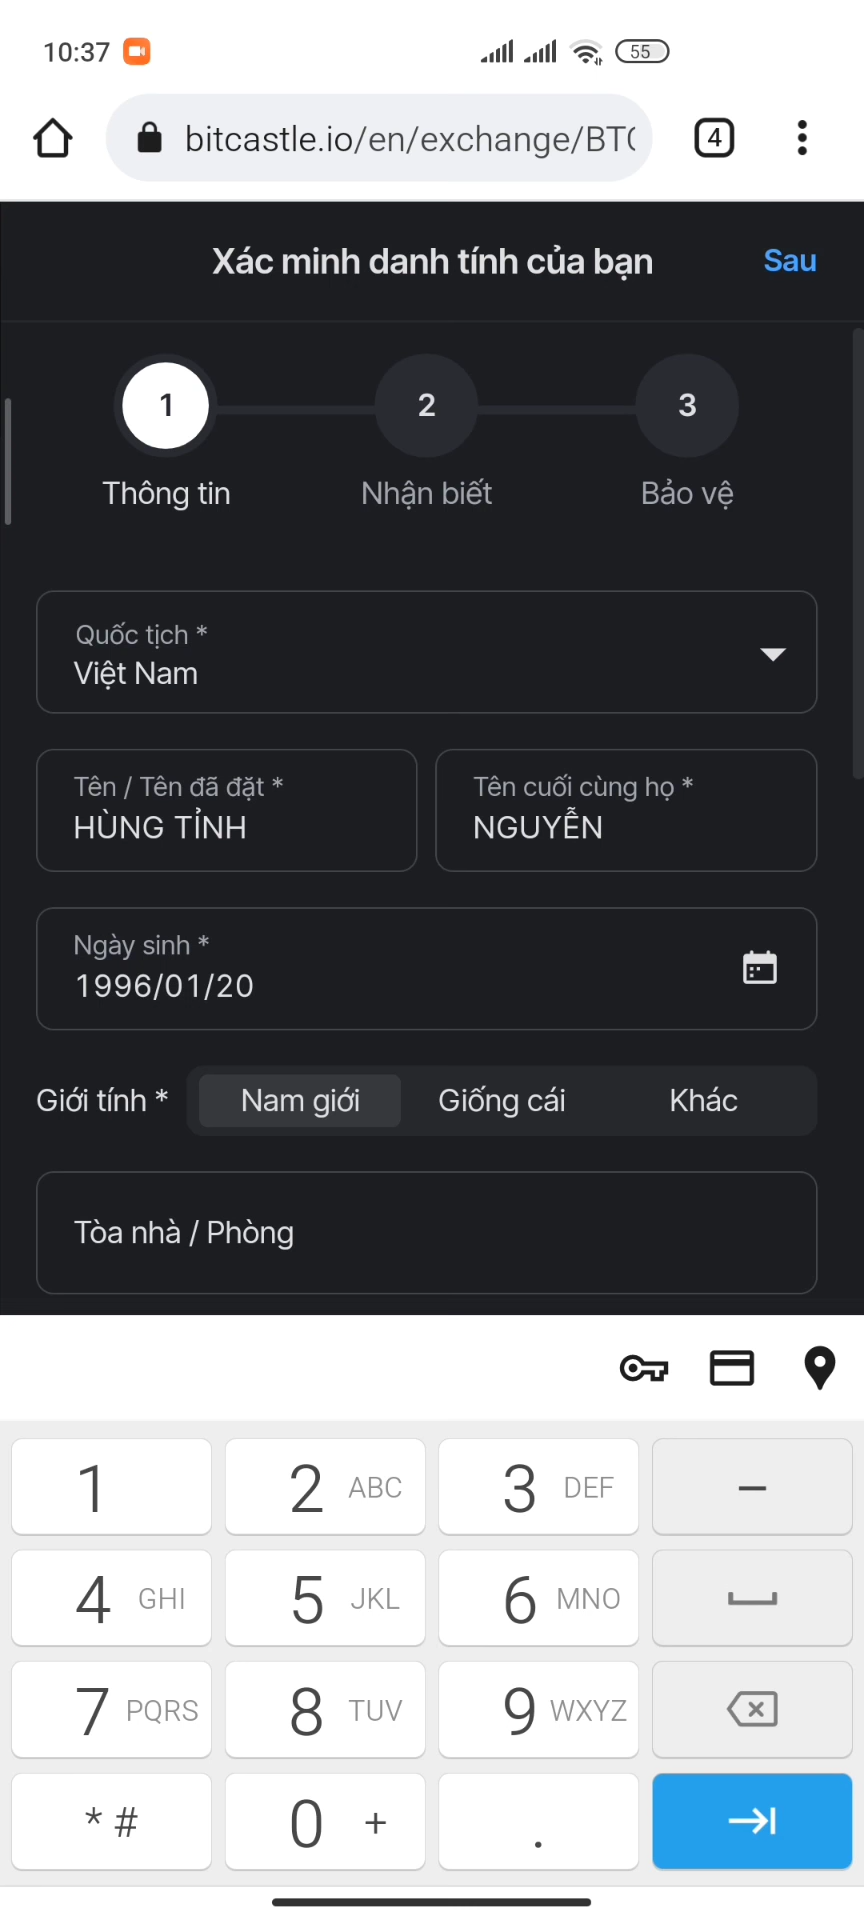 10:37 55
bitcastle.io/en/exchange/BT 4
Xác minh danh tính của bạn Sau
1 2 3
Thông tin Nhận biết Bảo vệ
Quốc tịch *
Việt Nam
Tên / Tên đã đặt * Tên cuối cùng họ *
HÙNG TỈNH NGUYỄN
Ngày sinh *
1996/01/20
Giới tính * Nam giới Giống cái Khác
Tòa nhà / Phòng
1 2 ABC 3 DEF –
4 GHI 5 JKL 6 MNO
7 PQRS 8 TUV 9 WXYZ
* # 0 + .